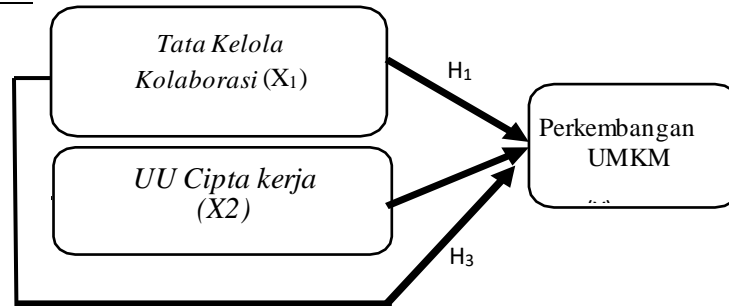 Tata Kelola
Kolaborasi (X₁)
H₁
Perkembangan
UMKM
UU Cipta kerja
(X2)
H₃